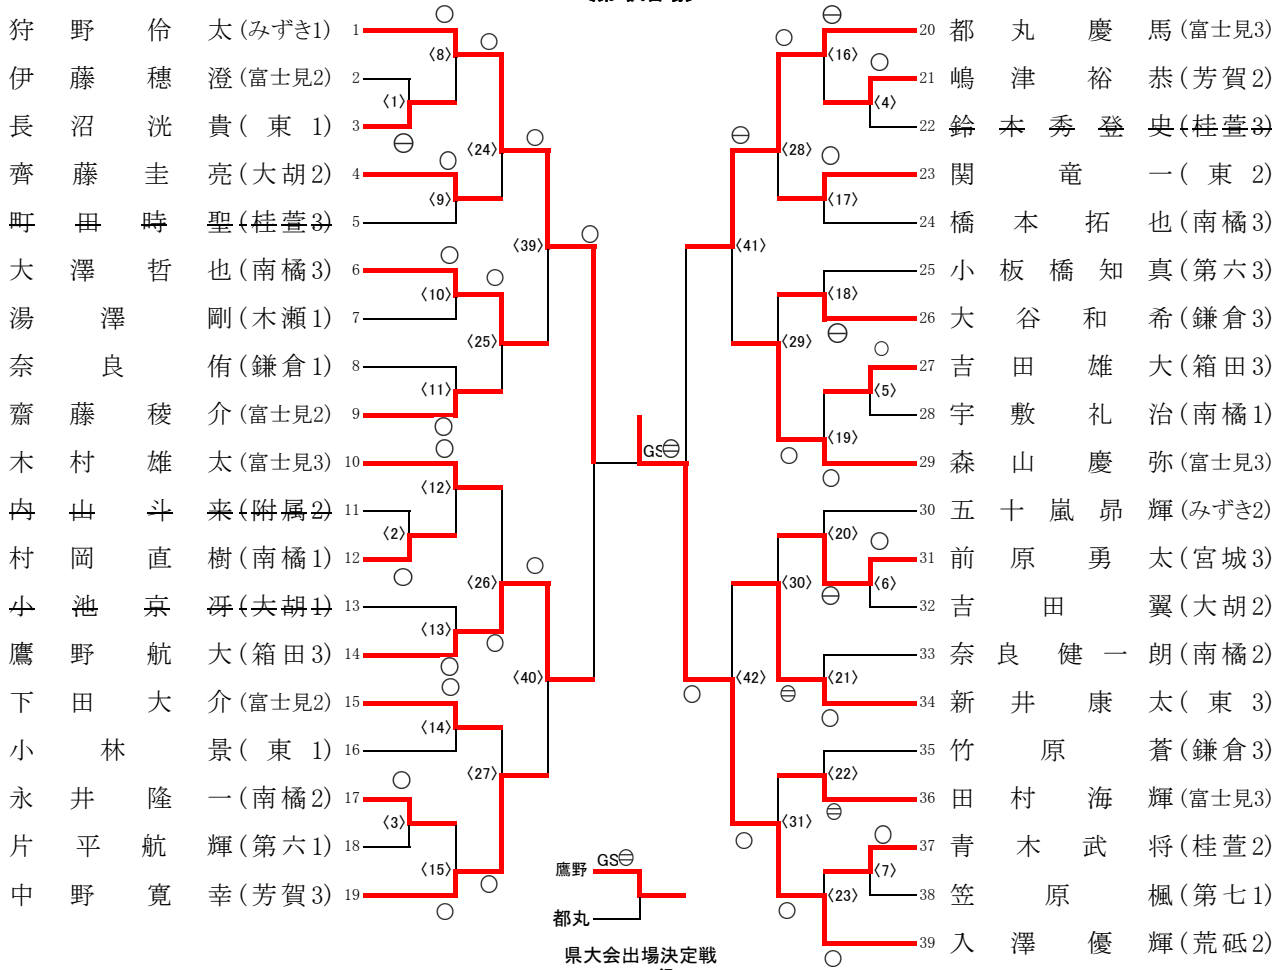 狩野伶太(みずき1) 1
伊藤穂澄(富士見2) 2
長沼洸貴(東1) 3
齊藤圭亮(大胡2) 4
町田時聖(桂萱3) 5
大澤哲也(南橘3) 6
湯澤剛(木瀬1) 7
奈良侑(鎌倉1) 8
齋藤稜介(富士見2) 9
木村雄太(富士見3) 10
内山斗来(附属2) 11
村岡直樹(南橘1) 12
小池京冴(大胡1) 13
鷹野航大(箱田3) 14
下田大介(富士見2) 15
小林景(東1) 16
永井隆一(南橘2) 17
片平航輝(第六1) 18
中野寛幸(芳賀3) 19
〈1〉
〈2〉
〈3〉
〈8〉
〈9〉
〈10〉
〈11〉
〈12〉
〈13〉
〈14〉
〈15〉
〈24〉
〈25〉
〈26〉
〈27〉
〈39〉
〈40〉
GS
〈41〉
〈42〉
〈28〉
〈29〉
〈30〉
〈31〉
〈16〉
〈17〉
〈18〉
〈19〉
〈20〉
〈21〉
〈22〉
〈23〉
〈4〉
〈5〉
〈6〉
〈7〉
20 都丸慶馬(富士見3)
21 嶋津裕恭(芳賀2)
22 鈴木秀登史(桂萱3)
23 関竜一(東2)
24 橋本拓也(南橘3)
25 小板橋知真(第六3)
26 大谷和希(鎌倉3)
27 吉田雄大(箱田3)
28 宇敷礼治(南橘1)
29 森山慶弥(富士見3)
30 五十嵐昴輝(みずき2)
31 前原勇太(宮城3)
32 吉田翼(大胡2)
33 奈良健一朗(南橘2)
34 新井康太(東3)
35 竹原蒼(鎌倉3)
36 田村海輝(富士見3)
37 青木武将(桂萱2)
38 笠原楓(第七1)
39 入澤優輝(荒砥2)
鷹野 GS
都丸
県大会出場決定戦